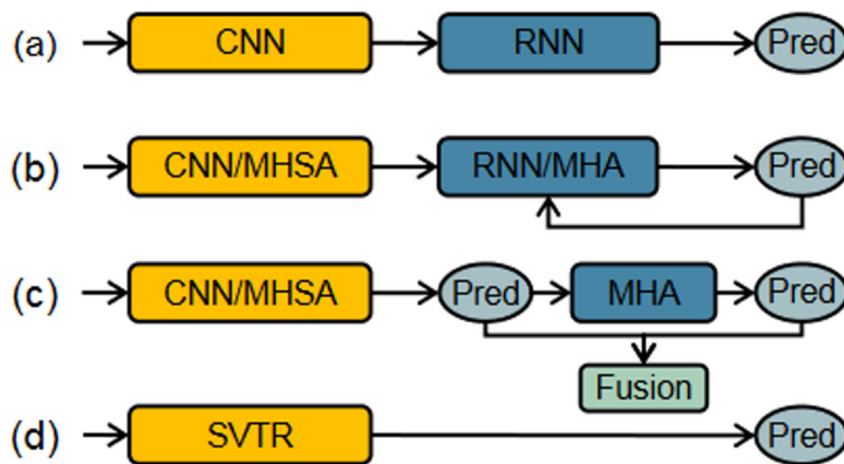 (a) CNN RNN Pred
(b) CNN/MHSA RNN/MHA Pred
(c) CNN/MHSA Pred MHA Pred
Fusion
(d) SVTR Pred